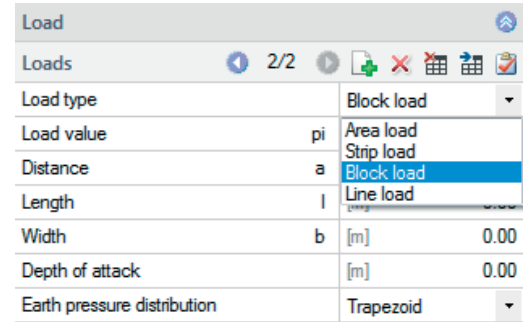 Load
Loads 2/2
Load type Block load
Load value pi Area load
Strip load
Distance a Block load
Length l Line load
Width b [m] 0.00
Depth of attack [m] 0.00
Earth pressure distribution Trapezoid